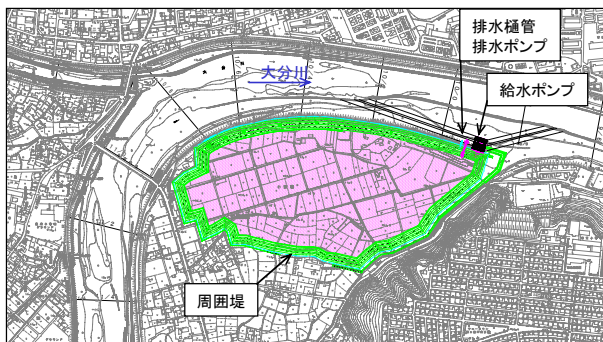 排水樋管
排水ポンプ
大分川
給水ポンプ
周囲堤